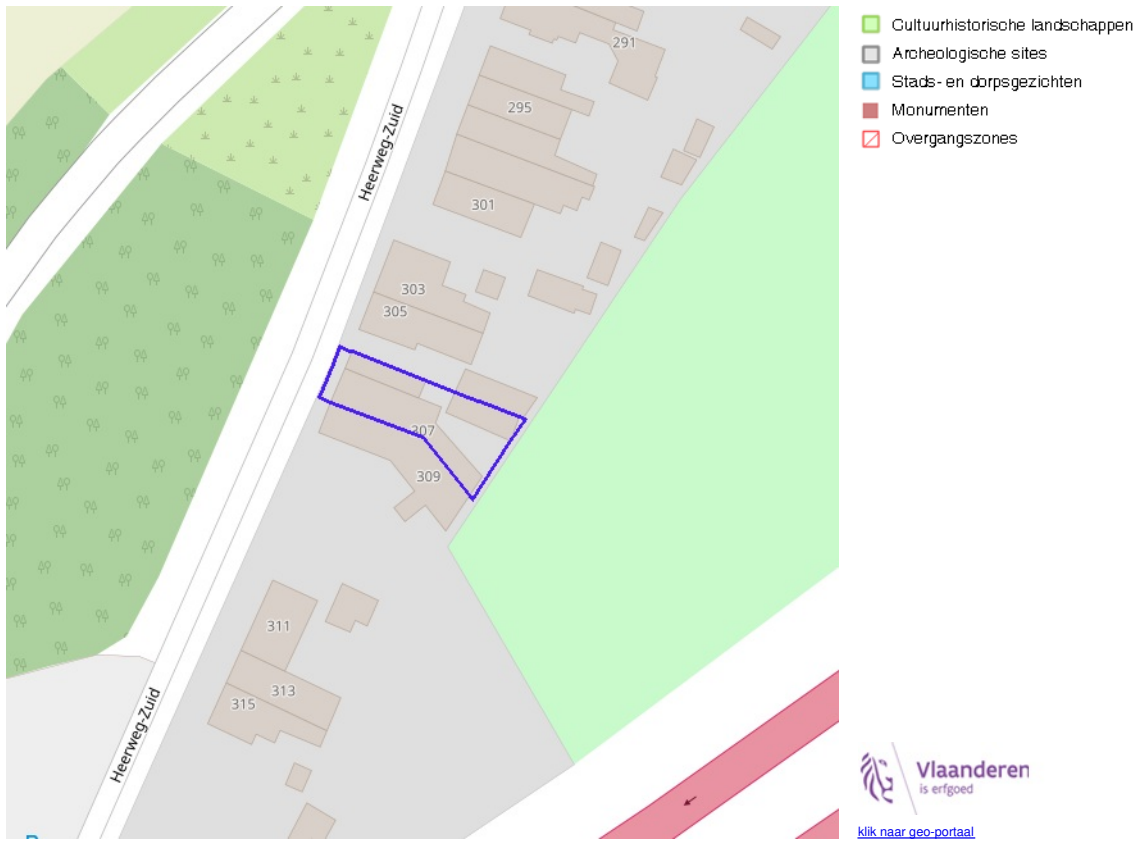 291
295
Heerweg-Zuid
301
303
305
307
309
311
313
315
Heerweg-Zuid
Cultuurhistorische landschappen
Archeologische sites
Stads- en dorpsgezichten
Monumenten
Overgangszones
Vlaanderen
is erfgoed
klik naar geo-portaal